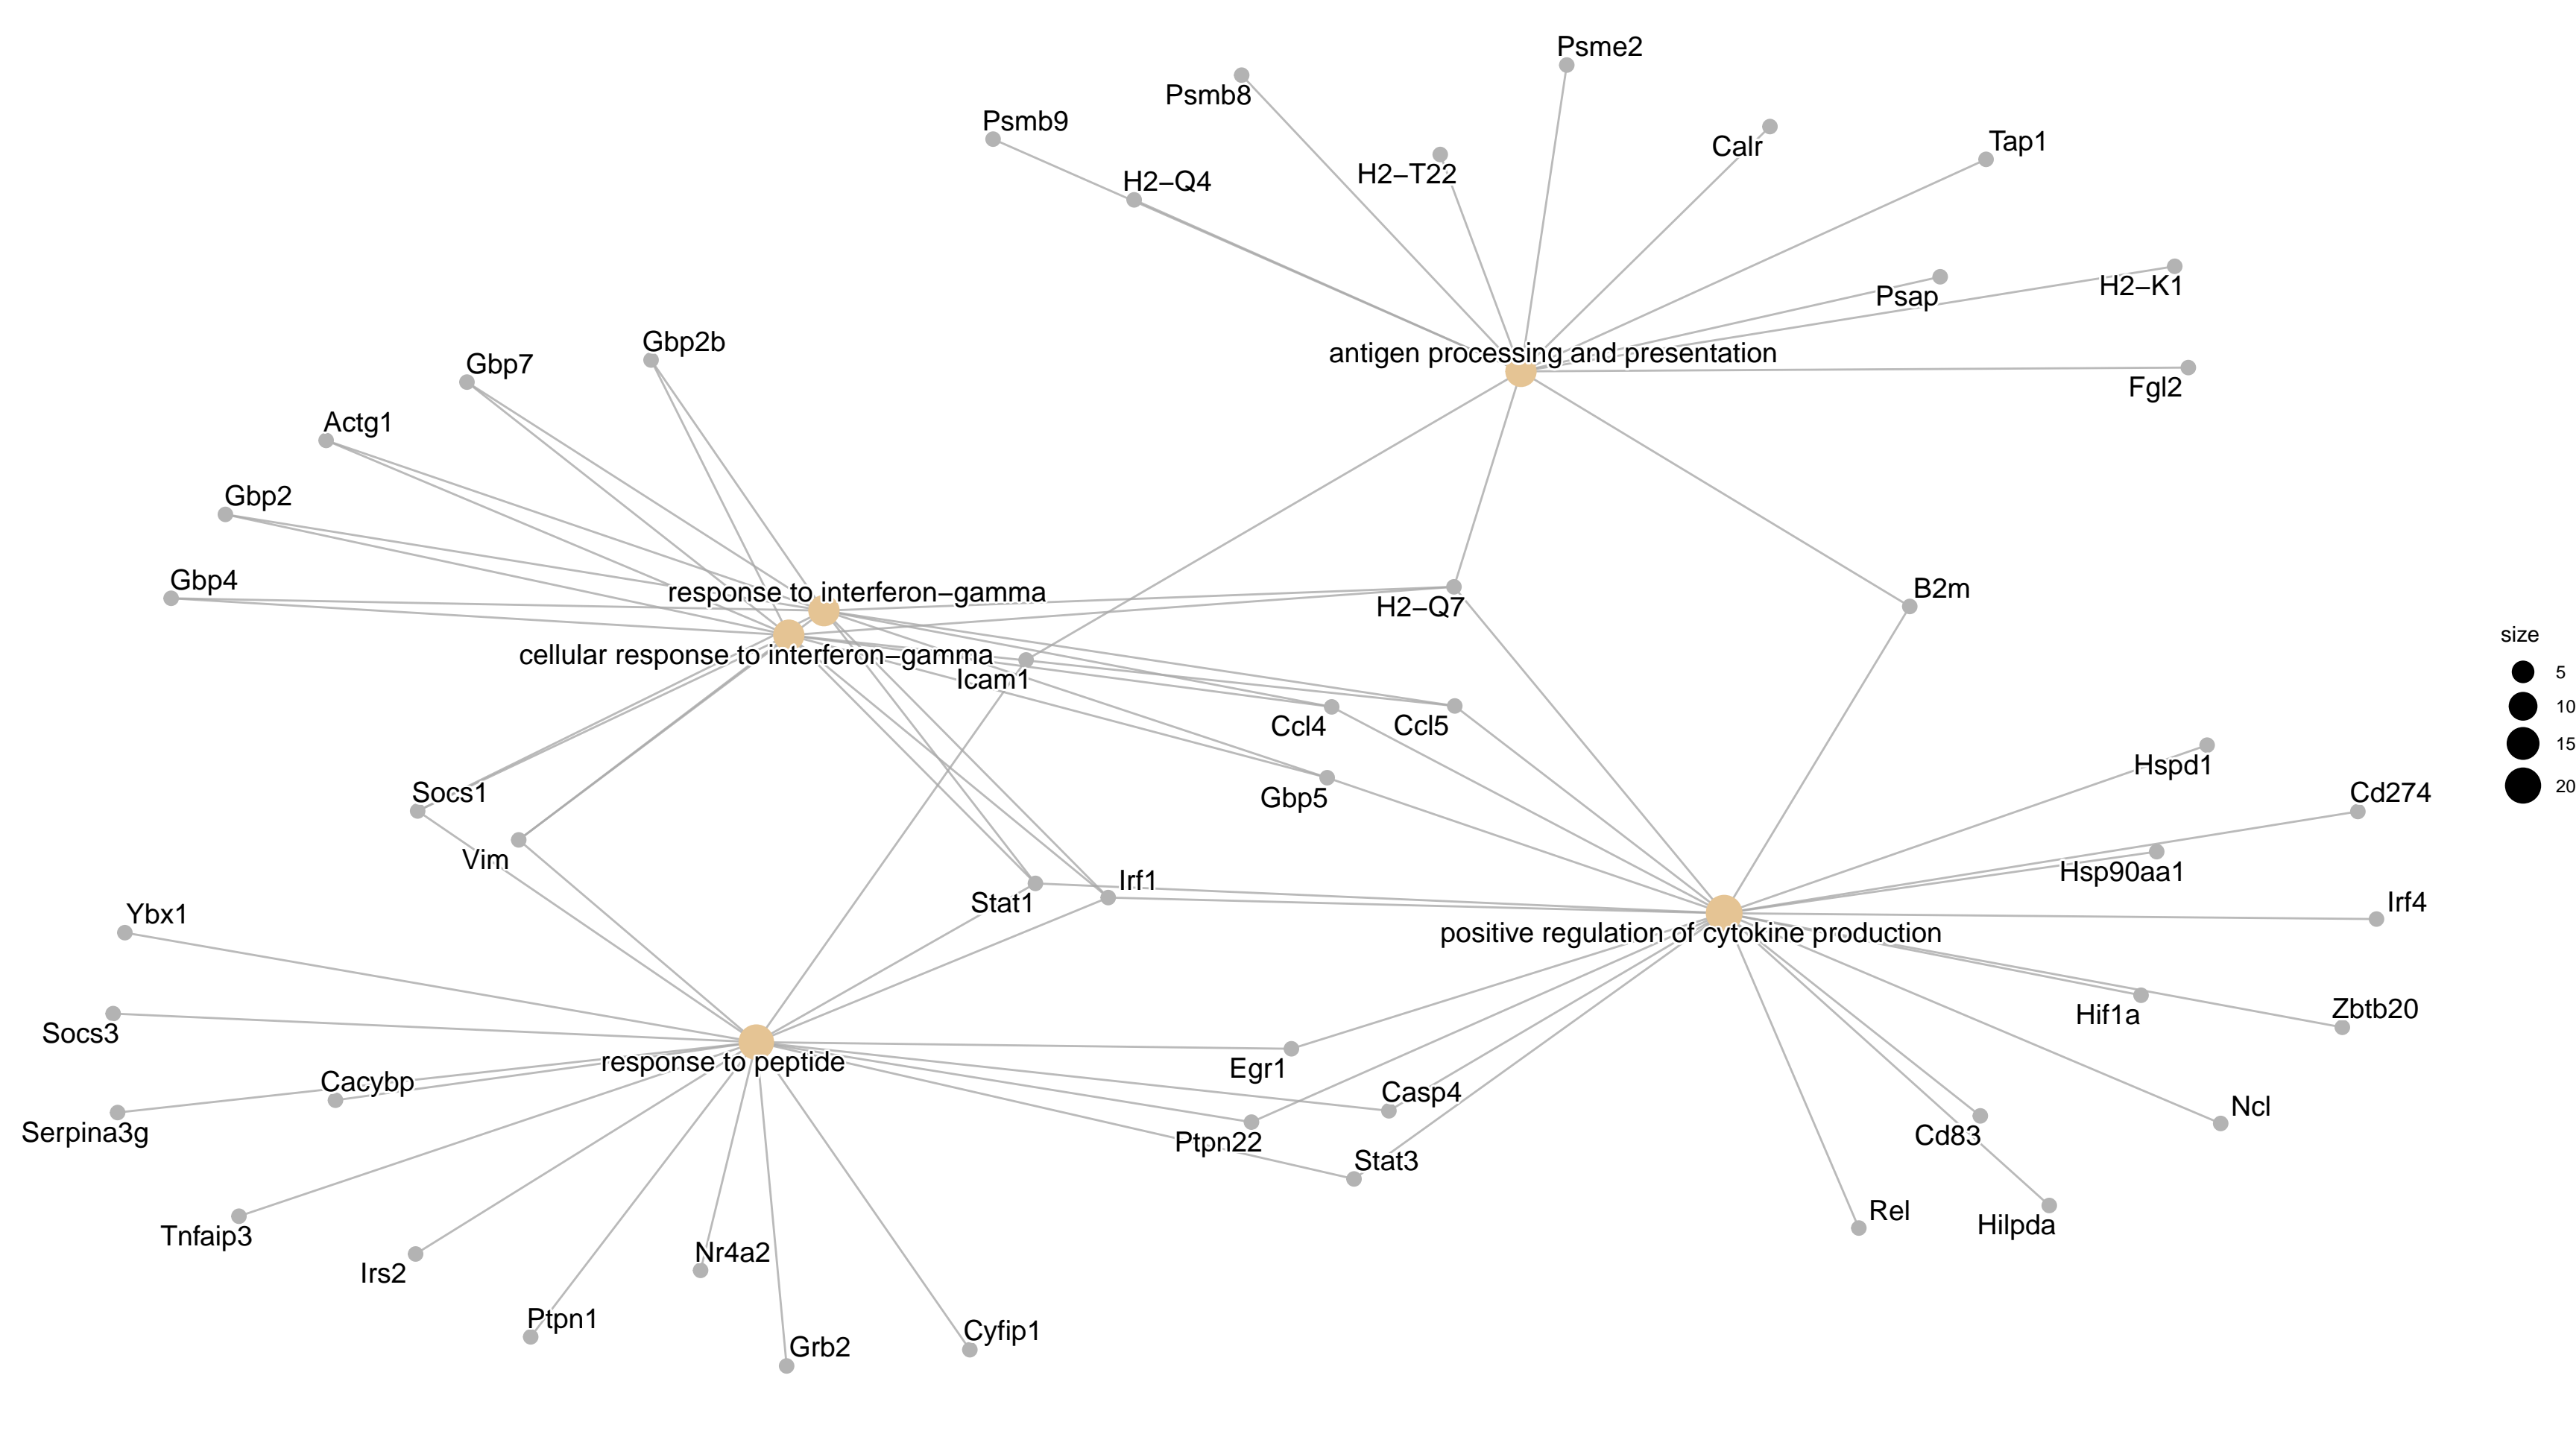 Psme2
Psmb8
Psmb9
H2−Q4
H2−T22
Calr
Tap1
Psap
H2−K1
antigen processing and presentation
Fgl2
Gbp2b
Gbp7
Actg1
Gbp2
Gbp4
response to interferon−gamma
cellular response to interferon−gamma
Icam1
H2−Q7
B2m
Ccl4
Ccl5
Gbp5
Hspd1
Cd274
Hsp90aa1
Irf4
Socs1
Vim
Irf1
Stat1
positive regulation of cytokine production
Ybx1
Socs3
Cacybp
Serpina3g
response to peptide
Egr1
Casp4
Ptpn22
Stat3
Hif1a
Zbtb20
Ncl
Cd83
Hilpda
Rel
Tnfaip3
Irs2
Nr4a2
Ptpn1
Grb2
Cyfip1
size
5
10
15
20